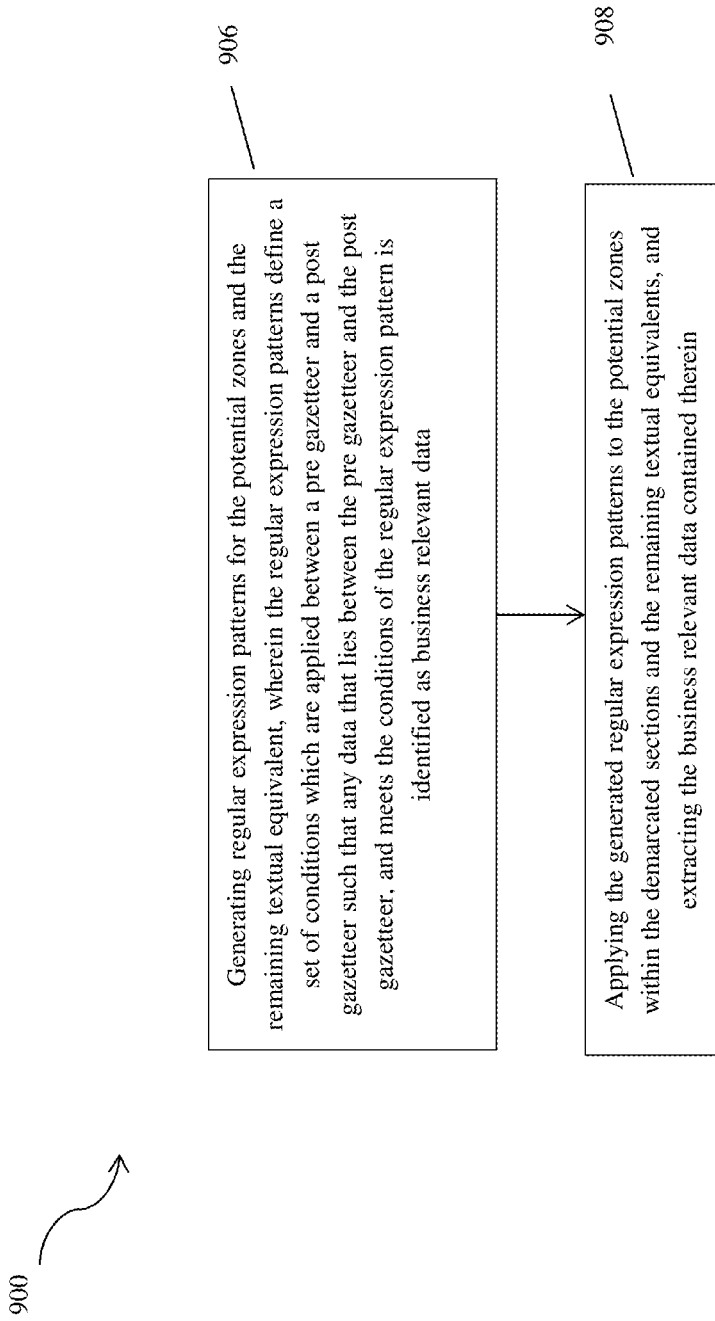 900
906
Generating regular expression patterns for the potential zones and the
remaining textual equivalent, wherein the regular expression patterns define a
set of conditions which are applied between a pre gazetteer and a post
gazetteer such that any data that lies between the pre gazetteer and the post
gazetteer, and meets the conditions of the regular expression pattern is
identified as business relevant data
908
Applying the generated regular expression patterns to the potential zones
within the demarcated sections and the remaining textual equivalents, and
extracting the business relevant data contained therein